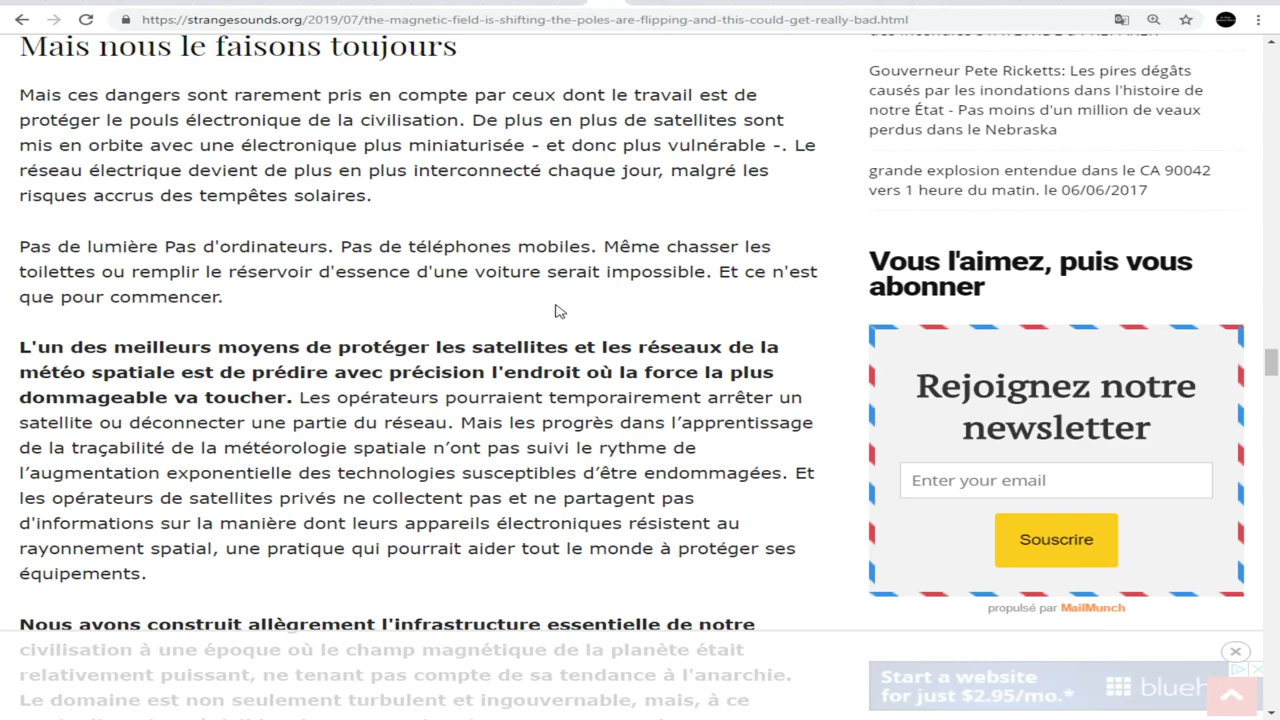 https://strangesounds.org/2019/07/the-magnetic-field-is-shifting-the-poles-are-flipping-and-this-could-get-really-bad.html
Mais nous le faisons toujours
Mais ces dangers sont rarement pris en compte par ceux dont le travail est de
protéger le pouls électronique de la civilisation. De plus en plus de satellites sont
mis en orbite avec une électronique plus miniaturisée - et donc plus vulnérable -. Le
réseau électrique devient de plus en plus interconnecté chaque jour, malgré les
risques accrus des tempêtes solaires.
Pas de lumière Pas d'ordinateurs. Pas de téléphones mobiles. Même chasser les
toilettes ou remplir le réservoir d'essence d'une voiture serait impossible. Et ce n'est
que pour commencer.
L'un des meilleurs moyens de protéger les satellites et les réseaux de la
météo spatiale est de prédire avec précision l'endroit où la force la plus
dommageable va toucher. Les opérateurs pourraient temporairement arrêter un
satellite ou déconnecter une partie du réseau. Mais les progrès dans l’apprentissage
de la traçabilité de la météorologie spatiale n’ont pas suivi le rythme de
l’augmentation exponentielle des technologies susceptibles d’être endommagées. Et
les opérateurs de satellites privés ne collectent pas et ne partagent pas
d'informations sur la manière dont leurs appareils électroniques résistent au
rayonnement spatial, une pratique qui pourrait aider tout le monde à protéger ses
équipements.
Nous avons construit allègrement l'infrastructure essentielle de notre
civilisation à une époque où le champ magnétique de la planète était
relativement puissant, ne tenant pas compte de sa tendance à l'anarchie.
Le domaine est non seulement turbulent et ingouvernable, mais, à ce
Gouverneur Pete Ricketts: Les pires dégâts
causés par les inondations dans l'histoire de
notre État - Pas moins d'un million de veaux
perdus dans le Nebraska
grande explosion entendue dans le CA 90042
vers 1 heure du matin. le 06/06/2017
Vous l'aimez, puis vous
abonner
Rejoignez notre
newsletter
Enter your email
Souscrire
propulsé par MailMunch
Start a website
for just $2.95/mo.*
blueh